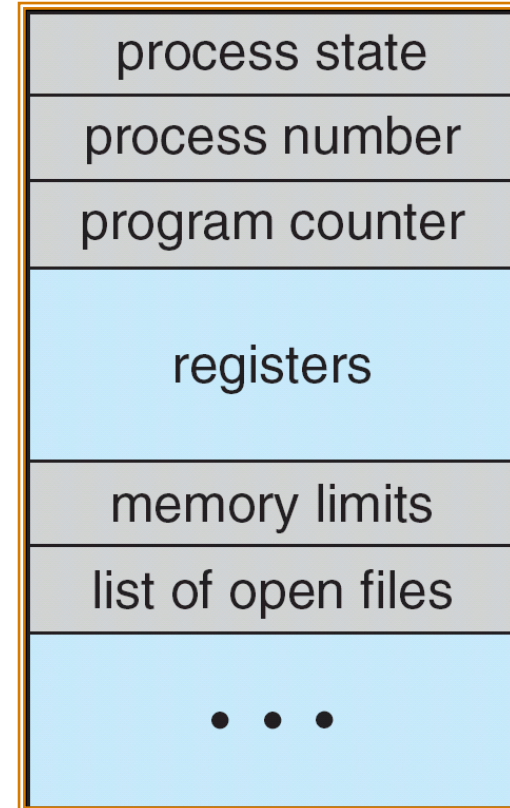 process state
process number
program counter
registers
memory limits
list of open files
• • •